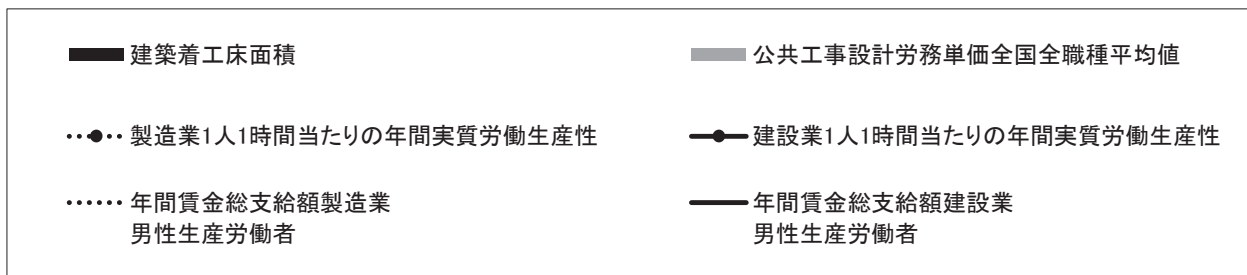 建築着工床面積
公共工事設計労務単価全国全職種平均値
製造業1人1時間当たりの年間実質労働生産性
建設業1人1時間当たりの年間実質労働生産性
年間賃金総支給額製造業
男性生産労働者
年間賃金総支給額建設業
男性生産労働者